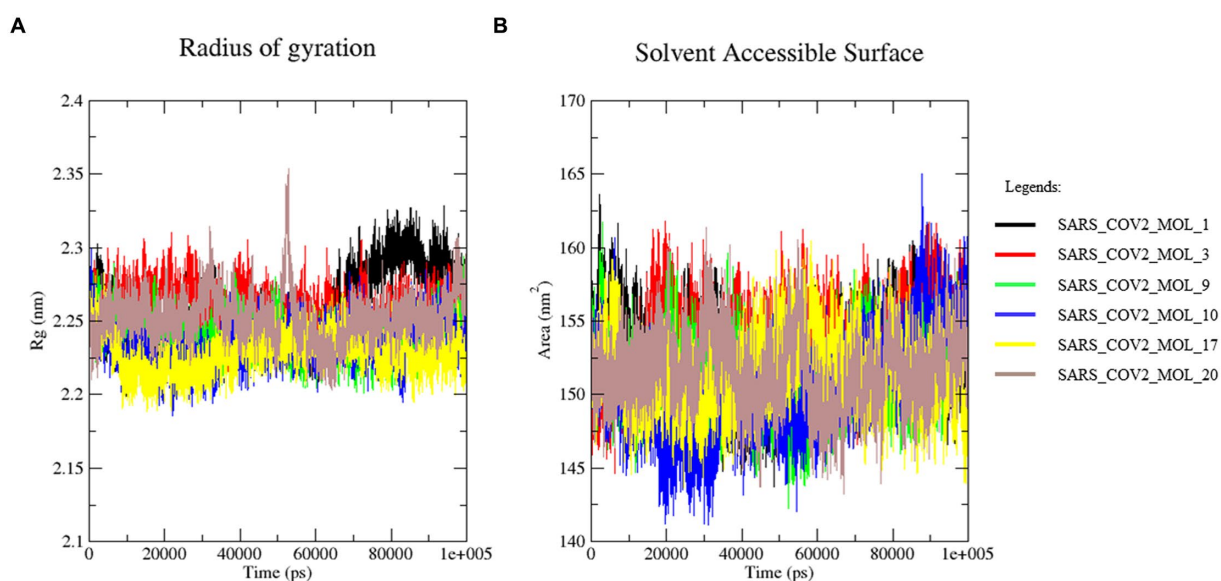 A
Radius of gyration
2.4
2.35
2.3
2.25
2.2
2.15
2.1
Rg (nm)
0 20000 40000 60000 80000 1e+005
Time (ps)
B
Solvent Accessible Surface
170
165
160
155
150
145
140
Area (nm²)
0 20000 40000 60000 80000 1e+005
Time (ps)
Legends:
SARS_COV2_MOL_1
SARS_COV2_MOL_3
SARS_COV2_MOL_9
SARS_COV2_MOL_10
SARS_COV2_MOL_17
SARS_COV2_MOL_20